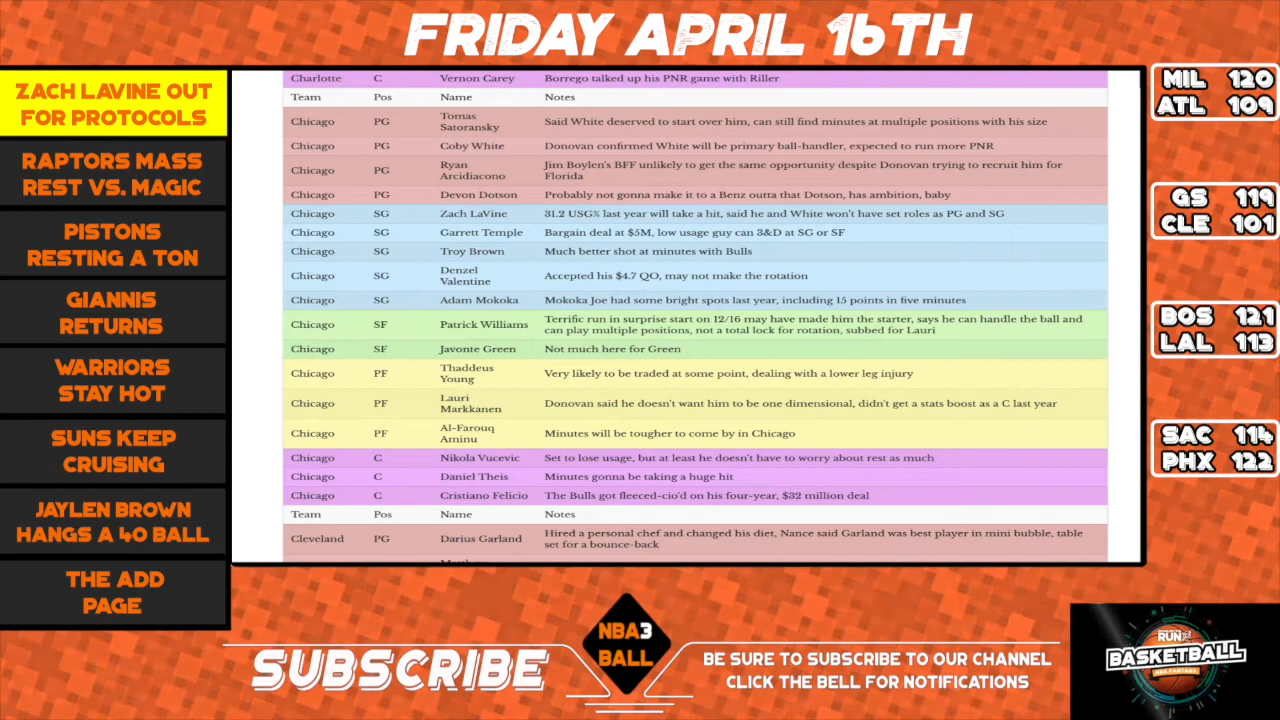 FRIDAY APRIL 16TH
ZACH LAVINE OUT
FOR PROTOCOLS
RAPTORS MASS
REST VS. MAGIC
PISTONS
RESTING A TON
GIANNIS
RETURNS
WARRIORS
STAY HOT
SUNS KEEP
CRUISING
JAYLEN BROWN
HANGS A 40 BALL
THE ADD
PAGE
Charlotte C Vernon Carey Borrego talked up his PNR game with Riller
Team Pos Name Notes
Chicago PG Tomas Satoransky Said White deserved to start over him, can still find minutes at multiple positions with his size
Chicago PG Coby White Donovan confirmed White will be primary ball-handler, expected to run more PNR
Chicago PG Ryan Arcidiacono Jim Boylen's BFF unlikely to get the same opportunity despite Donovan trying to recruit him for
Florida
Chicago PG Devon Dotson Probably not gonna make it to a Benz outta that Dotson, has ambition, baby
Chicago SG Zach LaVine 31.2 USG% last year will take a hit, said he and White won't have set roles as PG and SG
Chicago SG Garrett Temple Bargain deal at $5M, low usage guy can 3&D at SG or SF
Chicago SG Troy Brown Much better shot at minutes with Bulls
Chicago SG Denzel Valentine Accepted his $4.7 QO, may not make the rotation
Chicago SG Adam Mokoka Mokoka Joe had some bright spots last year, including 15 points in five minutes
Chicago SF Patrick Williams Terrific run in surprise start on 12/16 may have made him the starter, says he can handle the ball and
can play multiple positions, not a total lock for rotation, subbed for Lauri
Chicago SF Javonte Green Not much here for Green
Chicago PF Thaddeus Young Very likely to be traded at some point, dealing with a lower leg injury
Chicago PF Lauri Markkanen Donovan said he doesn't want him to be one dimensional, didn't get a stats boost as a C last year
Chicago PF Al-Farouq Aminu Minutes will be tougher to come by in Chicago
Chicago C Nikola Vucevic Set to lose usage, but at least he doesn't have to worry about rest as much
Chicago C Daniel Theis Minutes gonna be taking a huge hit
Chicago C Cristiano Felicio The Bulls got fleeced-cio'd on his four-year, $32 million deal
Team Pos Name Notes
Cleveland PG Darius Garland Hired a personal chef and changed his diet, Nance said Garland was best player in mini bubble, table
set for a bounce-back
MIL 120
ATL 109
GS 119
CLE 101
BOS 121
LAL 113
SAC 114
PHX 122
SUBSCRIBE
NBA3
BALL
BE SURE TO SUBSCRIBE TO OUR CHANNEL
CLICK THE BELL FOR NOTIFICATIONS
RUN
BASKETBALL
NBA FANTASY